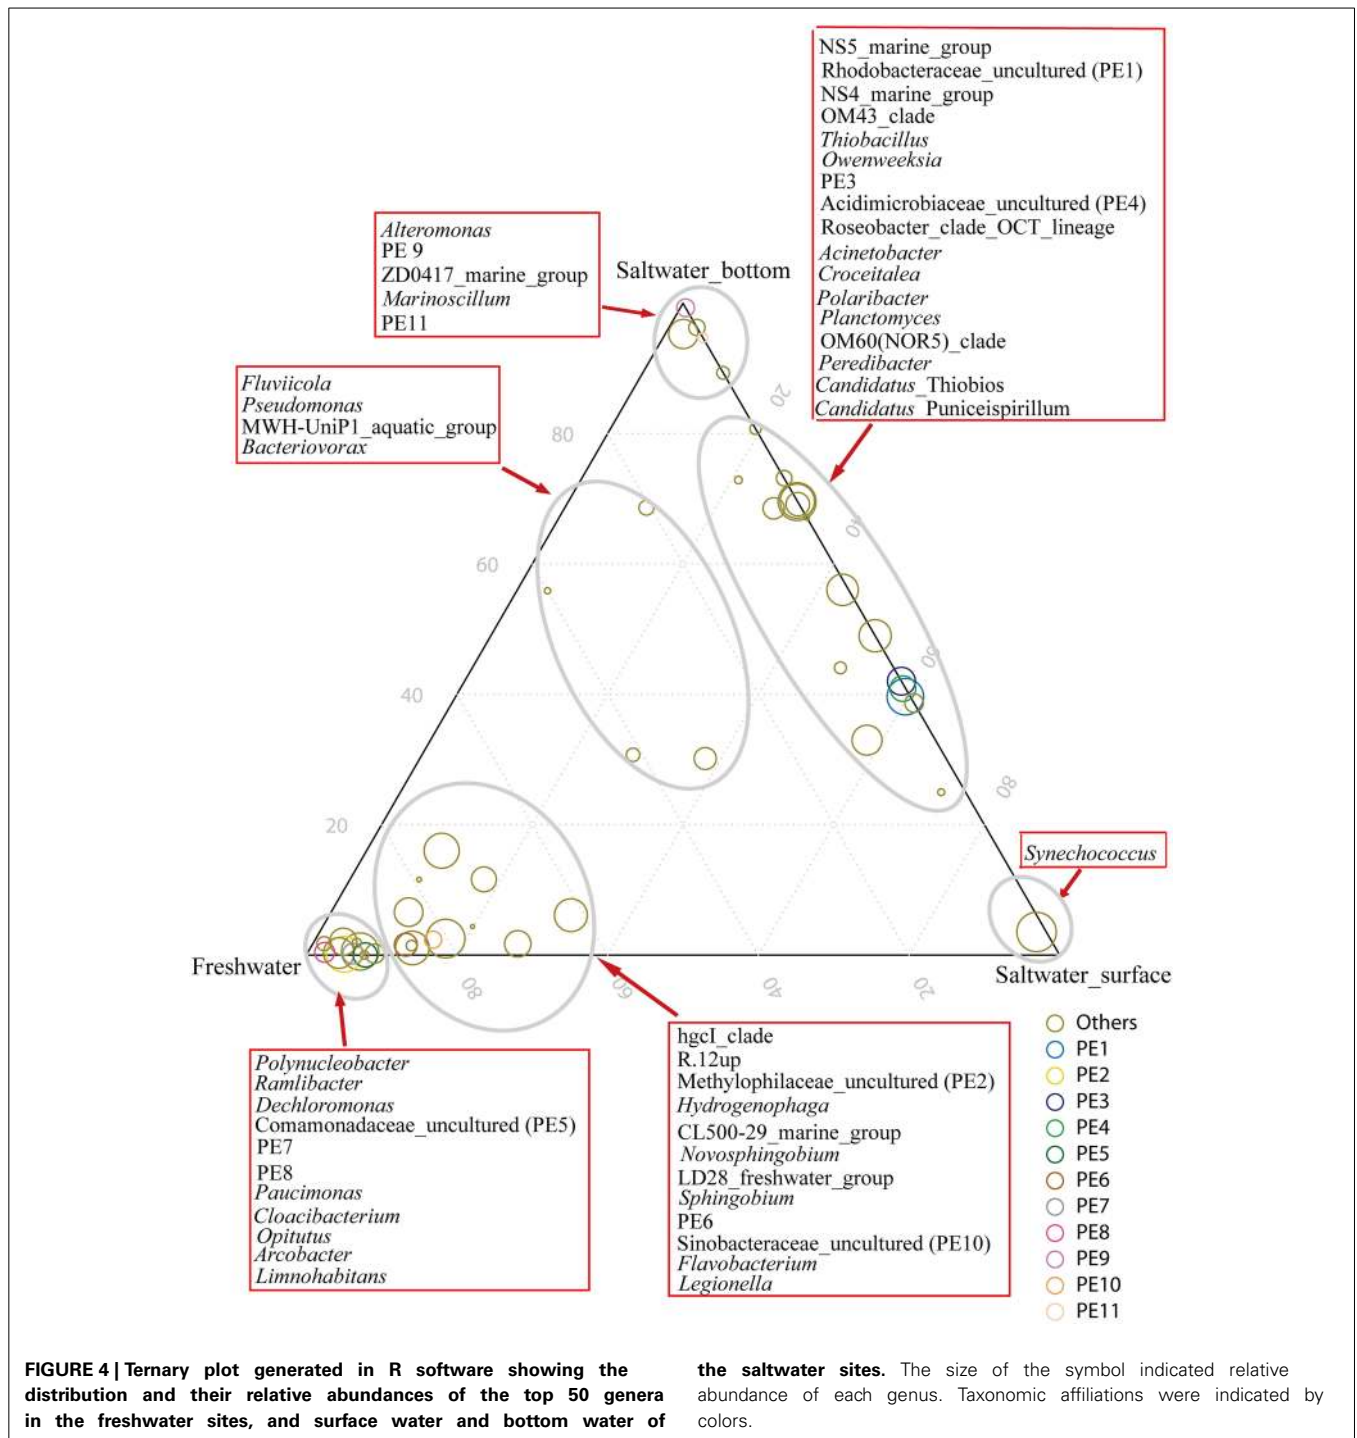 NS5_marine_group
Rhodobacteraceae_uncultured (PE1)
NS4_marine_group
OM43_clade
Thiobacillus
Owenweeksia
PE3
Acidimicrobiaceae_uncultured (PE4)
Roseobacter_clade_OCT_lineage
Acinetobacter
Croceitalea
Polaribacter
Planctomyces
OM60(NOR5)_clade
Peredibacter
Candidatus_Thiobios
Candidatus_Puniceispirillum
Alteromonas
PE 9
ZD0417_marine_group
Marinoscillum
PE11
Saltwater_bottom
Fluviicola
Pseudomonas
MWH-UniP1_aquatic_group
Bacteriovorax
20
80
40
60
60
40
80
20
Synechococcus
Freshwater
Saltwater_surface
80
60
40
20
Polynucleobacter
Ramlibacter
Dechloromonas
Comamonadaceae_uncultured (PE5)
PE7
PE8
Paucimonas
Cloacibacterium
Opitutus
Arcobacter
Limnohabitans
hgcI_clade
R.12up
Methylophilaceae_uncultured (PE2)
Hydrogenophaga
CL500-29_marine_group
Novosphingobium
LD28_freshwater_group
Sphingobium
PE6
Sinobacteraceae_uncultured (PE10)
Flavobacterium
Legionella
Others
PE1
PE2
PE3
PE4
PE5
PE6
PE7
PE8
PE9
PE10
PE11
FIGURE 4 | Ternary plot generated in R software showing the
distribution and their relative abundances of the top 50 genera
in the freshwater sites, and surface water and bottom water of
the saltwater sites. The size of the symbol indicated relative
abundance of each genus. Taxonomic affiliations were indicated by
colors.